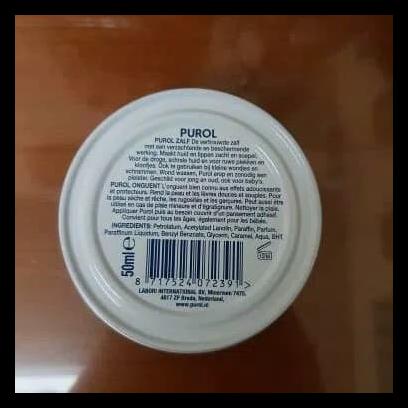 PUROL
PUROL ZALF De vertrouwde zalf
met een verzachtende en beschermende
werking. Maakt huid en lippen zacht en soepel.
Voor de droge, schrale huid en voor ruwe plekken en
kloofjes. Ook te gebruiken bij kleine wondjes en
schrammen. Wond wassen, Purol erop en zonodig een
pleister. Geschikt voor jong en oud, ook voor baby's.
PUROL ONGUENT L'onguent bien connu aux effets adoucissants
et protecteurs. Rend la peau et les lèvres douces et souples. Pour
la peau sèche et rêche, les rugosités et les gerçures. Peut être
utilisé en cas de plaie mineure et d'égratignure. Nettoyer la plaie.
Appliquer Purol puis au besoin couvrir d'un pansement adhésif.
Convient pour tous les âges, également pour les bébés.
INGREDIENTS: Petrolatum, Acetylated Lanolin, Paraffin, Parfum,
Paraffinum Liquidum, Benzyl Benzoate, Glycerin, Caramel, Aqua, BHT.
50ml e
12M
8 717524 072391 >
LABORI INTERNATIONAL BV, Minervum 7470,
4817 ZP Breda, Nederland,
www.purol.nl